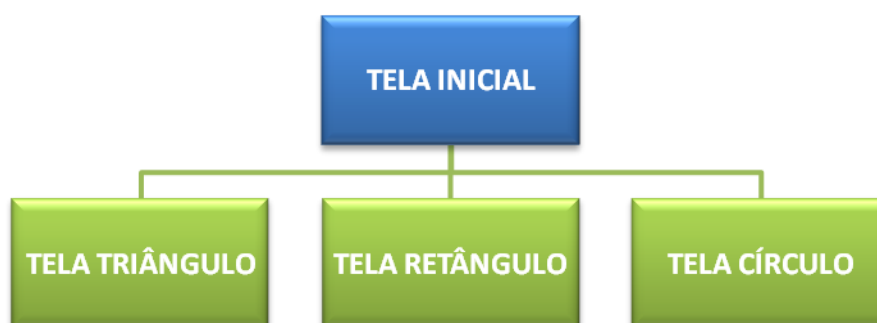 TELA INICIAL
TELA TRIÂNGULO
TELA RETÂNGULO
TELA CÍRCULO